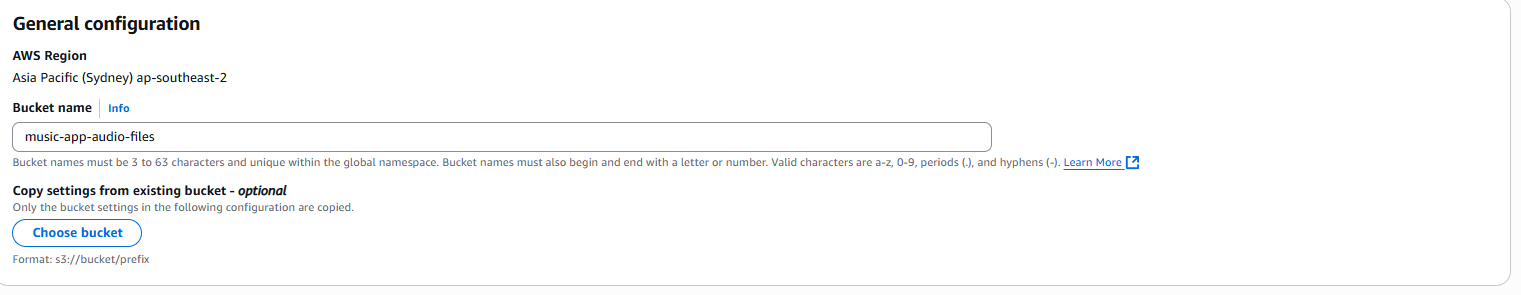 General configuration
AWS Region
Asia Pacific (Sydney) ap-southeast-2
Bucket name Info
music-app-audio-files
Bucket names must be 3 to 63 characters and unique within the global namespace. Bucket names must also begin and end with a letter or number. Valid characters are a-z, 0-9, periods (.), and hyphens (-). Learn More
Copy settings from existing bucket - optional
Only the bucket settings in the following configuration are copied.
Choose bucket
Format: s3://bucket/prefix